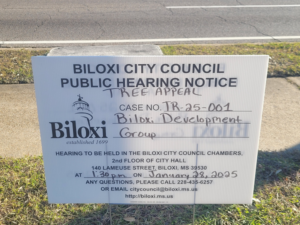 BILOXI CITY COUNCIL
PUBLIC HEARING NOTICE
TREE APPEAL
CASE NO. TR-25-001
Biloxi Development
Group
Biloxi
established 1699
HEARING TO BE HELD IN THE BILOXI CITY COUNCIL CHAMBERS,
2nd FLOOR OF CITY HALL
140 LAMEUSE STREET, BILOXI, MS 39530
AT 1:30pm ON January 28, 2025
ANY QUESTIONS, PLEASE CALL 228-435-6257
OR EMAIL citycouncil@biloxi.ms.us
http://biloxi.ms.us